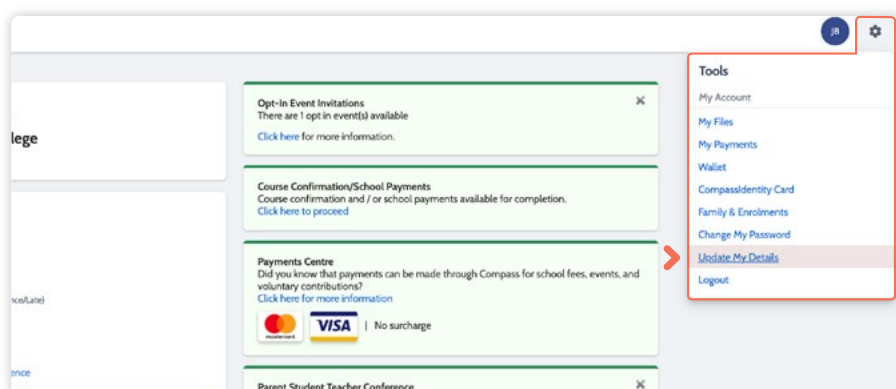 JB
Tools
My Account
My Files
My Payments
Wallet
CompassIdentity Card
Family & Enrolments
Change My Password
Update My Details
Logout
lege
nce/Late)
ence
Opt-In Event Invitations
There are 1 opt in event(s) available
Click here for more information.
Course Confirmation/School Payments
Course confirmation and / or school payments available for completion.
Click here to proceed
Payments Centre
Did you know that payments can be made through Compass for school fees, events, and
voluntary contributions?
Click here for more information
mastercard VISA | No surcharge
Parent Student Teacher Conference